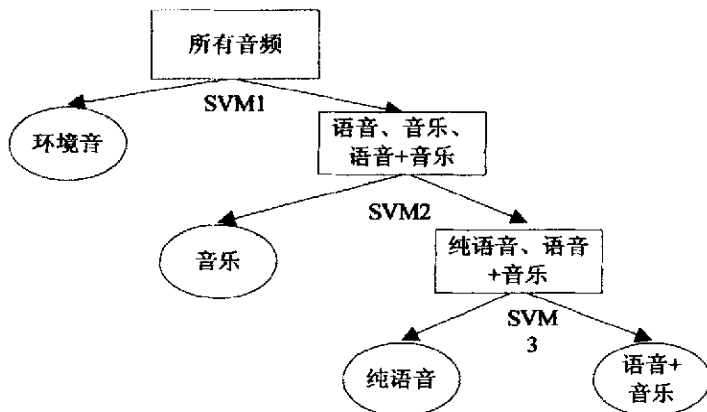 所有音频
SVM1
环境音
语音、音乐、
语音+音乐
SVM2
音乐
纯语音、语音
+音乐
SVM
3
纯语音
语音+
音乐